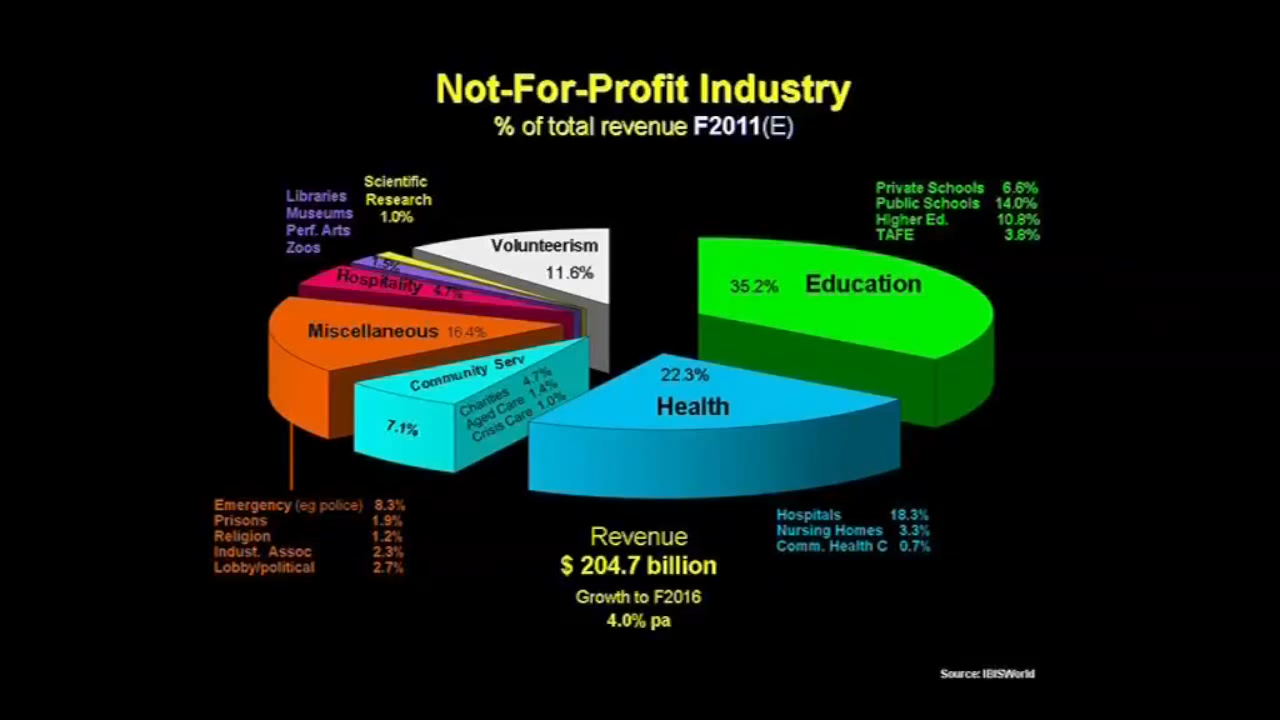 Not-For-Profit Industry
% of total revenue F2011(E)
Scientific
Research
1.0%
Libraries
Museums
Perf. Arts
Zoos
1.5%
Volunteerism
11.6%
Private Schools 6.6%
Public Schools 14.0%
Higher Ed. 10.8%
TAFE 3.8%
35.2% Education
Hospitality 4.7%
Miscellaneous 16.4%
Community Serv
7.1%
Charities 4.7%
Aged Care 1.4%
Crisis Care 1.0%
22.3%
Health
Emergency (eg police) 8.3%
Prisons 1.9%
Religion 1.2%
Indust. Assoc 2.3%
Lobby/political 2.7%
Revenue
$ 204.7 billion
Growth to F2016
4.0% pa
Hospitals 18.3%
Nursing Homes 3.3%
Comm. Health C 0.7%
Source: IBISWorld